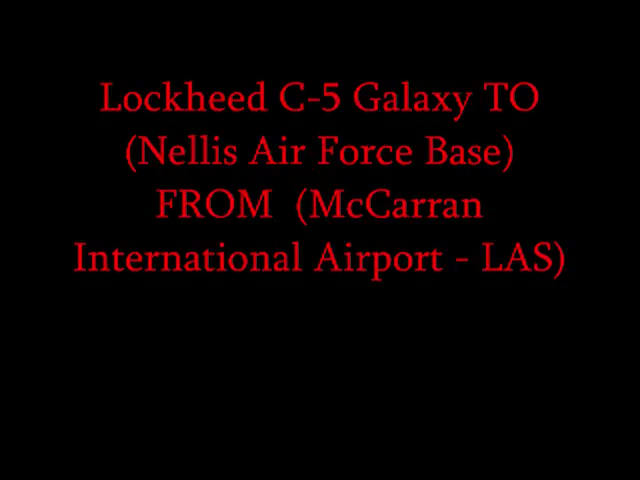 Lockheed C-5 Galaxy TO
(Nellis Air Force Base)
FROM  (McCarran
International Airport - LAS)